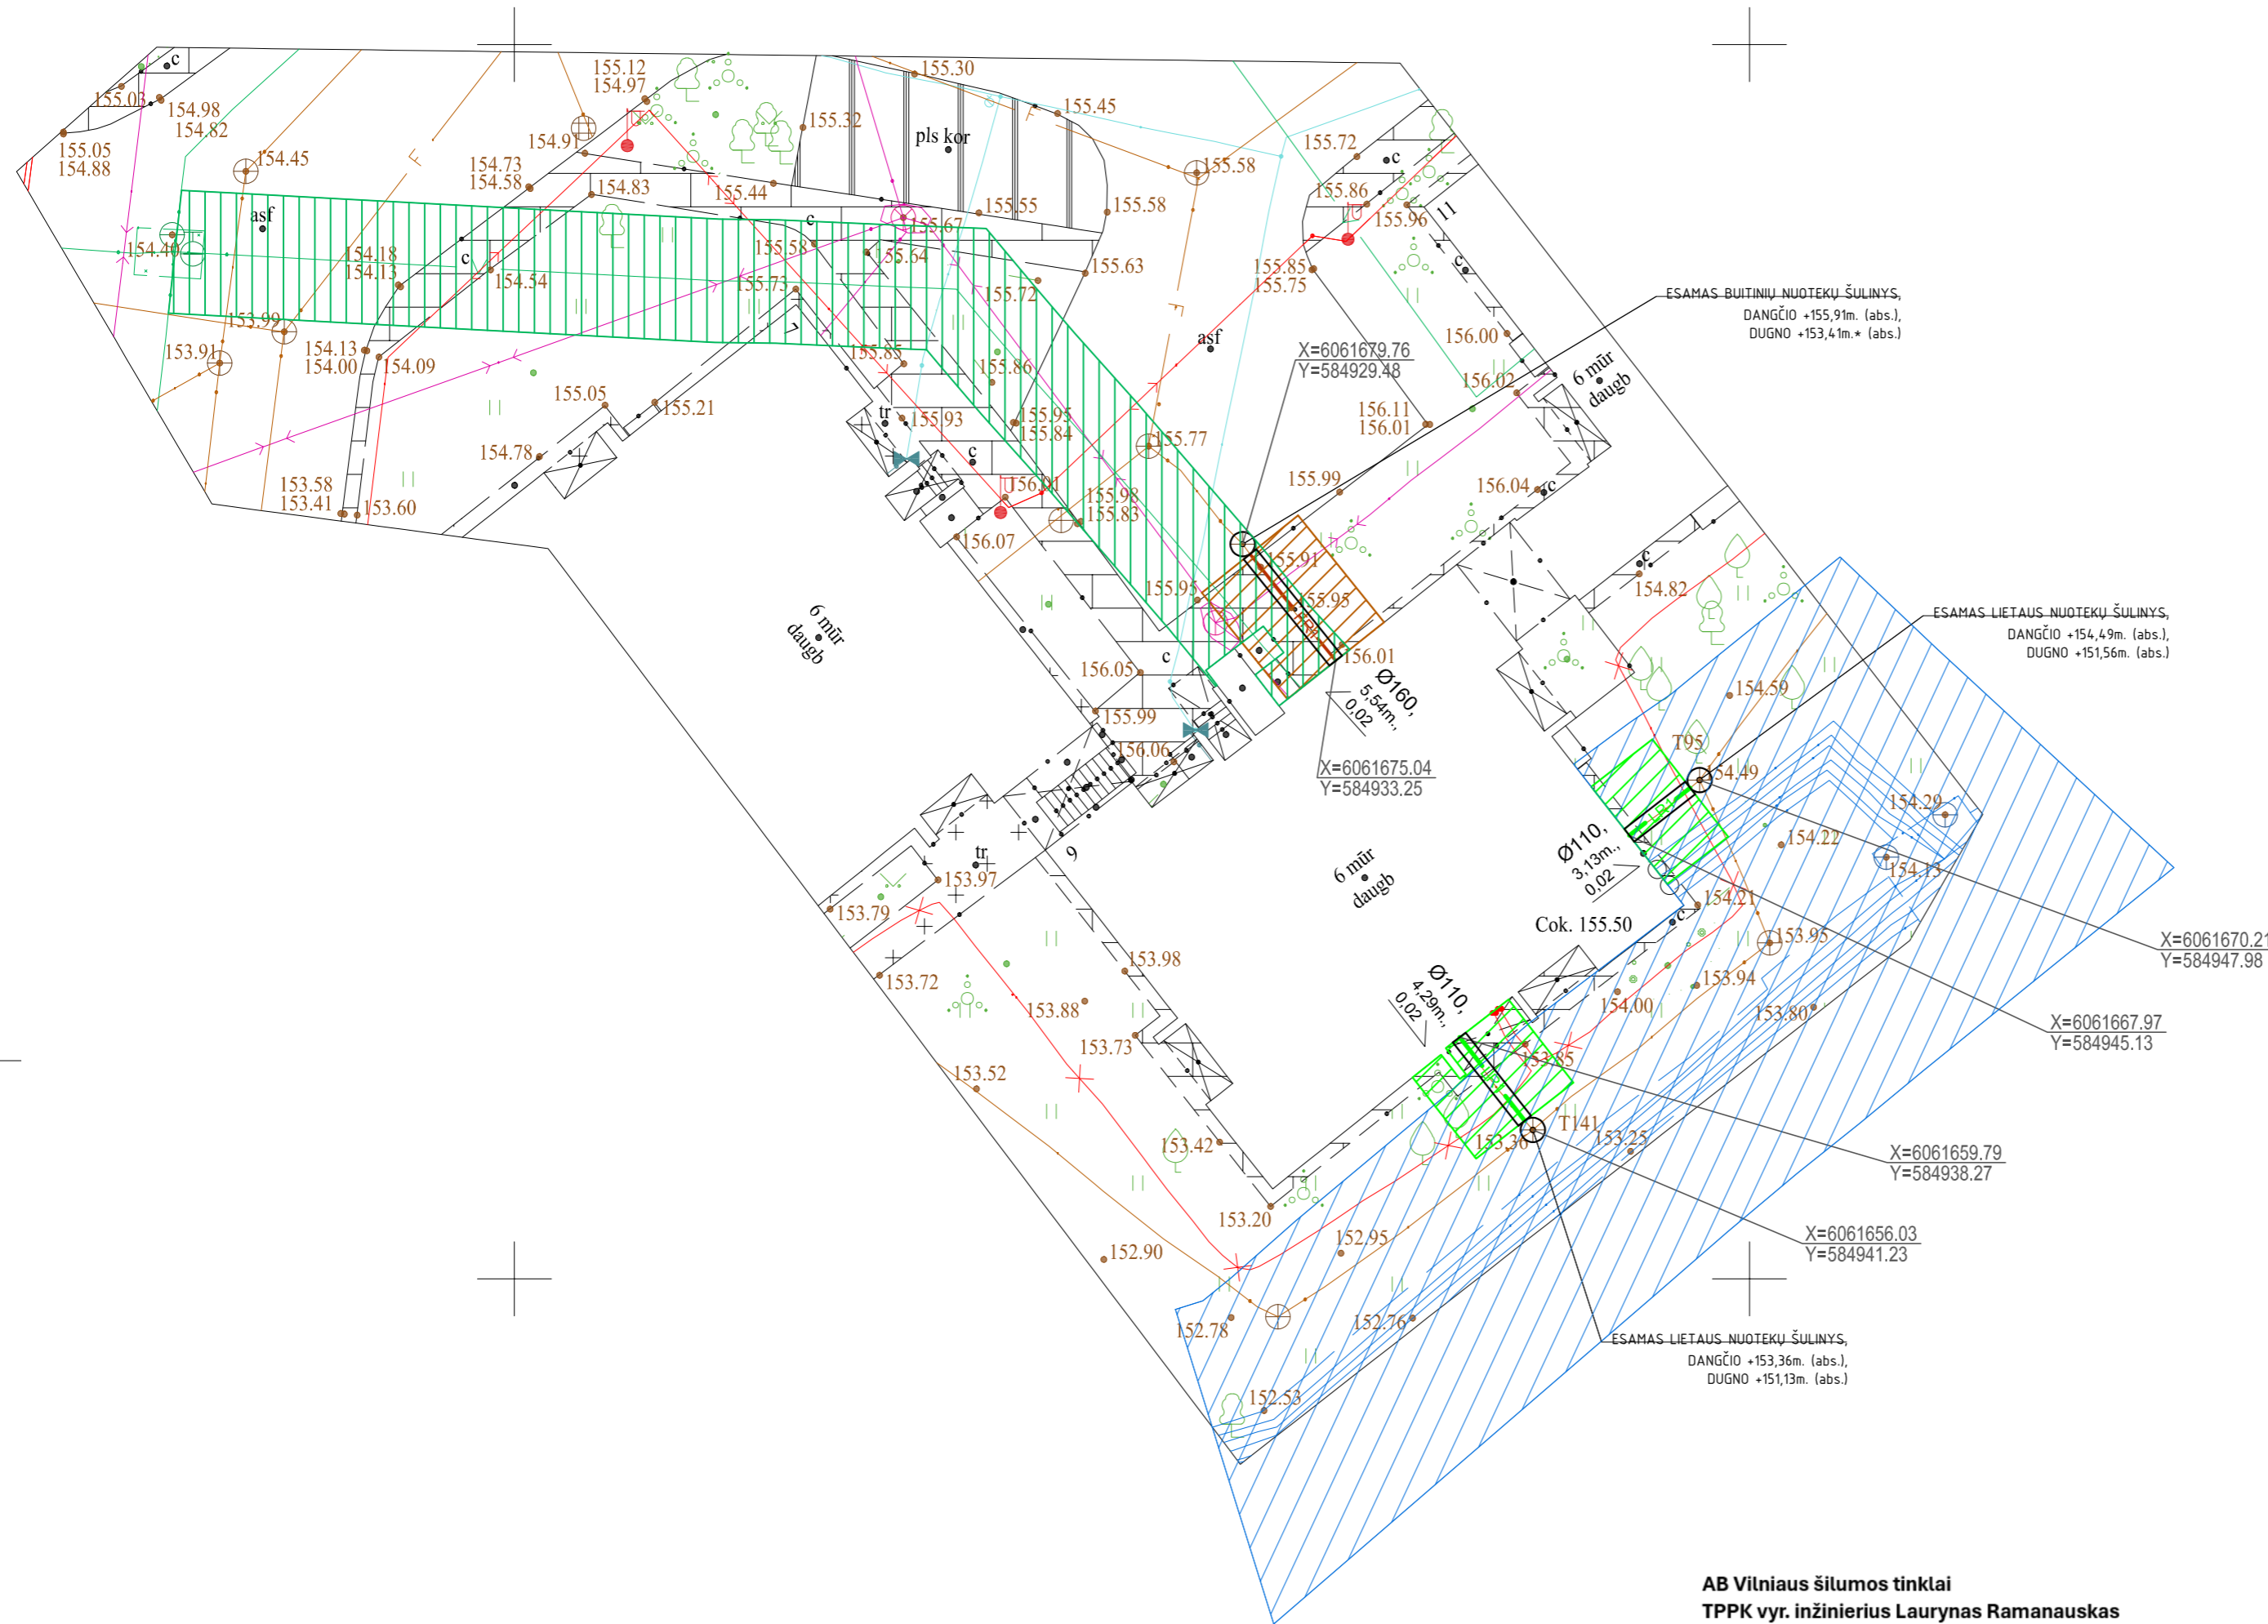 c
155.03
154.98
154.82
155.05
154.88
154.45
asf
154.40
155.12
154.97
154.91
154.73
154.58
154.83
155.32
155.44
pls kor
155.30
155.45
155.58
155.55
155.58
155.67
155.64
155.58
c
155.63
155.72
155.73
154.18
154.13
c
154.54
153.99
153.91
154.13
154.00
154.09
155.05
155.21
154.78
153.58
153.41
153.60
155.72
c
155.86
155.96
11
c
155.85
155.75
asf
156.00
156.02
6 mūr
daugb
156.11
156.01
155.99
156.04
c
ESAMAS BUITINIŲ NUOTEKŲ ŠULINYS,
DANGČIO +155,91m. (abs.),
DUGNO +153,41m.* (abs.)
X=6061679.76
Y=584929.48
7
155.85
155.86
tr
155.93
155.95
155.84
155.77
c
156.01
155.98
155.83
156.07
155.95
155.91
155.95
156.01
Ø160,
5,54m.,
0,02
X=6061675.04
Y=584933.25
156.05
c
155.99
156.06
6 mūr
daugb
c
154.82
ESAMAS LIETAUS NUOTEKŲ ŠULINYS,
DANGČIO +154,49m. (abs.),
DUGNO +151,56m. (abs.)
154.59
T95
154.49
154.29
154.22
154.13
Ø110,
3,13m.,
0,02
154.21
c
153.95
Cok. 155.50
153.94
154.00
153.80
6 mūr
daugb
9
tr
153.97
153.79
153.72
153.98
153.88
153.73
153.52
Ø110,
4,29m.,
0,02
153.85
T141
153.36
153.25
153.42
153.20
152.90
152.95
152.78
152.76
152.53
X=6061670.21
Y=584947.98
X=6061667.97
Y=584945.13
X=6061659.79
Y=584938.27
X=6061656.03
Y=584941.23
ESAMAS LIETAUS NUOTEKŲ ŠULINYS,
DANGČIO +153,36m. (abs.),
DUGNO +151,13m. (abs.)
AB Vilniaus šilumos tinklai
TPPK vyr. inžinierius Laurynas Ramanauskas